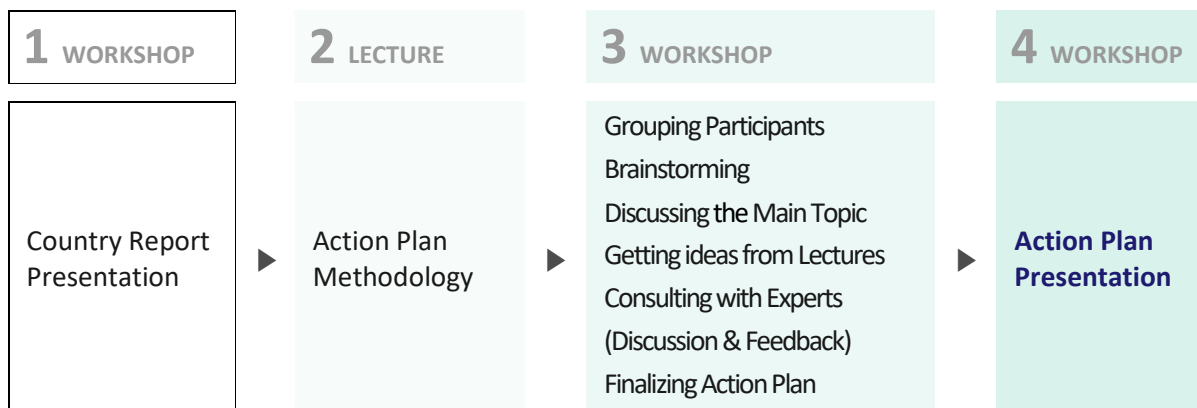 1 WORKSHOP
Country Report
Presentation
2 LECTURE
Action Plan
Methodology
3 WORKSHOP
Grouping Participants
Brainstorming
Discussing the Main Topic
Getting ideas from Lectures
Consulting with Experts
(Discussion & Feedback)
Finalizing Action Plan
4 WORKSHOP
Action Plan
Presentation